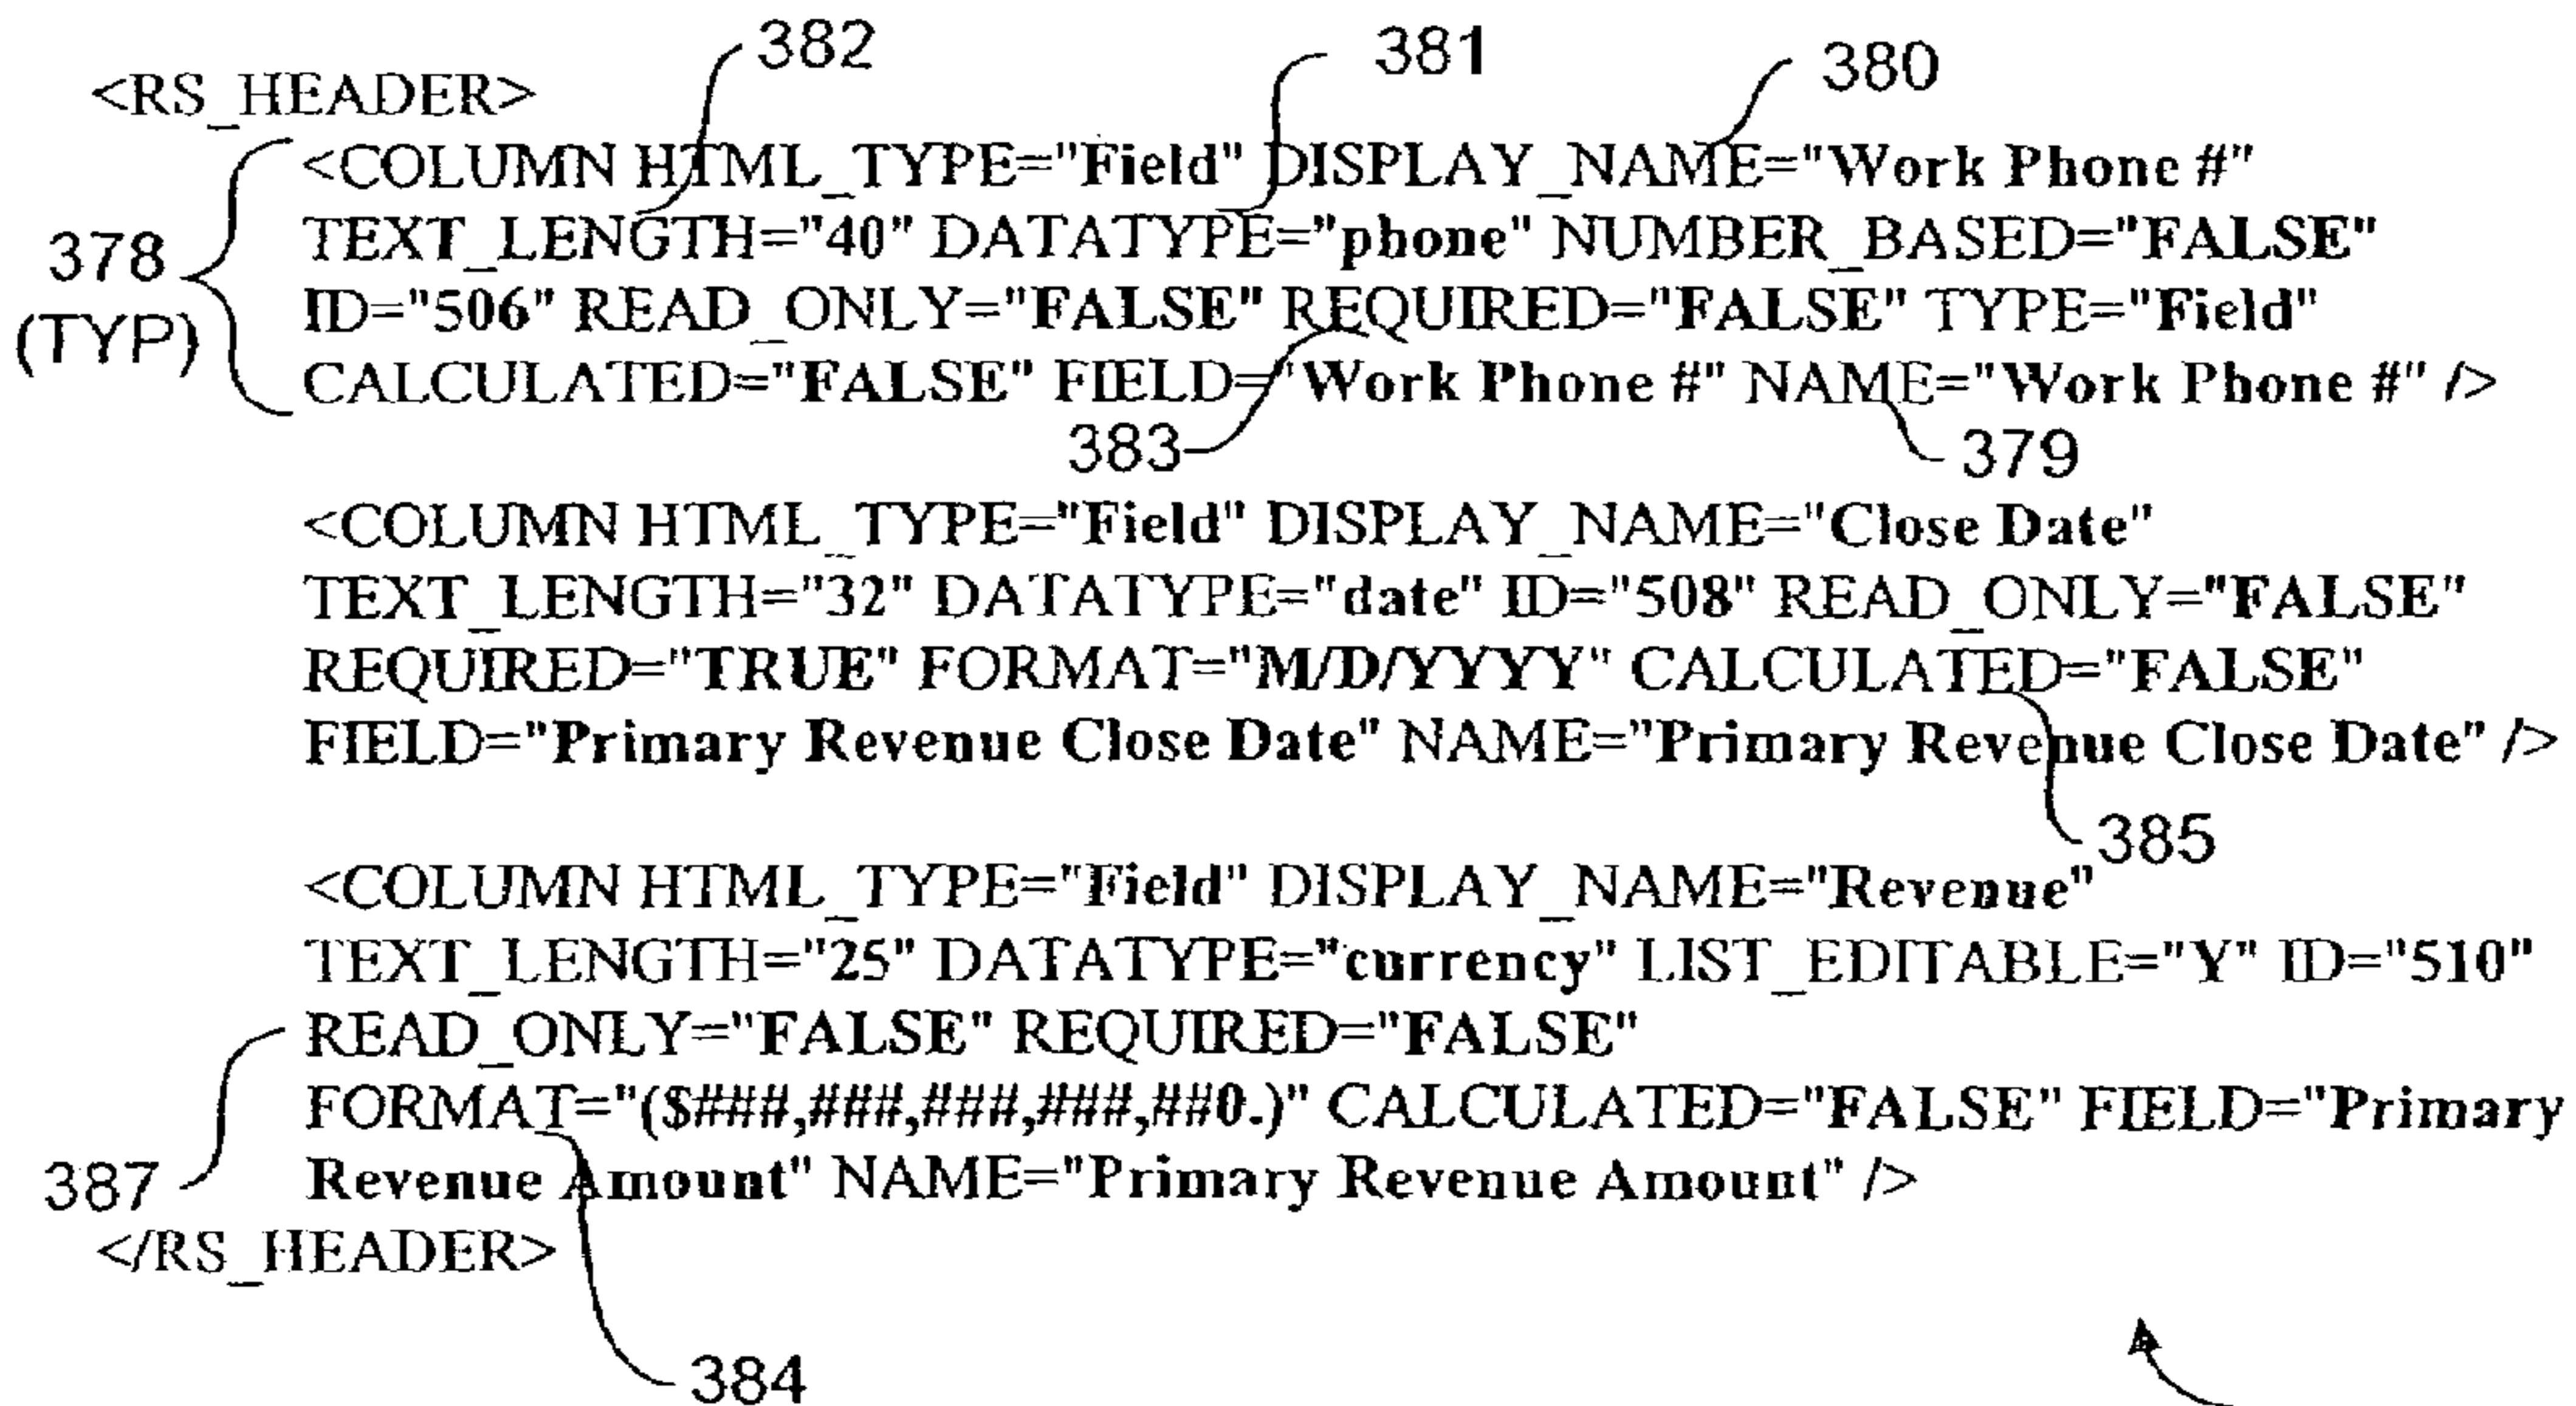 382 381 380
<RS_HEADER>
<COLUMN HTML_TYPE="Field" DISPLAY_NAME="Work Phone #"
TEXT_LENGTH="40" DATATYPE="phone" NUMBER_BASED="FALSE"
378
ID="506" READ_ONLY="FALSE" REQUIRED="FALSE" TYPE="Field"
(TYP)
CALCULATED="FALSE" FIELD="Work Phone #" NAME="Work Phone #" />
383 379
<COLUMN HTML_TYPE="Field" DISPLAY_NAME="Close Date"
TEXT_LENGTH="32" DATATYPE="date" ID="508" READ_ONLY="FALSE"
REQUIRED="TRUE" FORMAT="M/D/YYYY" CALCULATED="FALSE"
FIELD="Primary Revenue Close Date" NAME="Primary Revenue Close Date" />
385
<COLUMN HTML_TYPE="Field" DISPLAY_NAME="Revenue"
TEXT_LENGTH="25" DATATYPE="currency" LIST_EDITABLE="Y" ID="510"
READ_ONLY="FALSE" REQUIRED="FALSE"
FORMAT="($###,###,###,###,##0.)" CALCULATED="FALSE" FIELD="Primary
387
Revenue Amount" NAME="Primary Revenue Amount" />
</RS_HEADER>
384